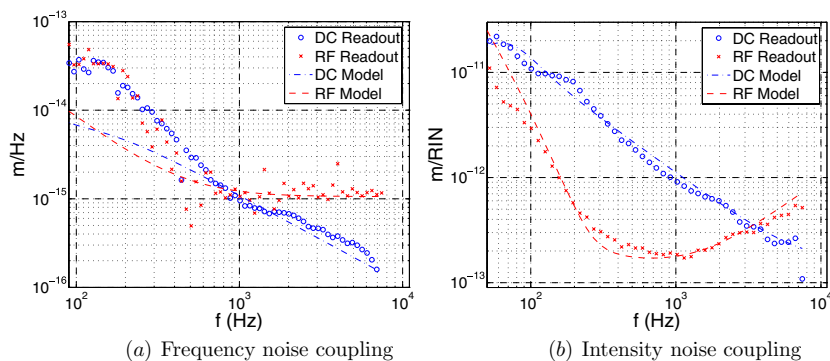 10^-13
10^-14
10^-15
10^-16
m/Hz
DC Readout
RF Readout
DC Model
RF Model
10^2
10^3
10^4
f (Hz)
(a) Frequency noise coupling
10^-11
10^-12
10^-13
m/RIN
DC Readout
RF Readout
DC Model
RF Model
10^2
10^3
10^4
f (Hz)
(b) Intensity noise coupling